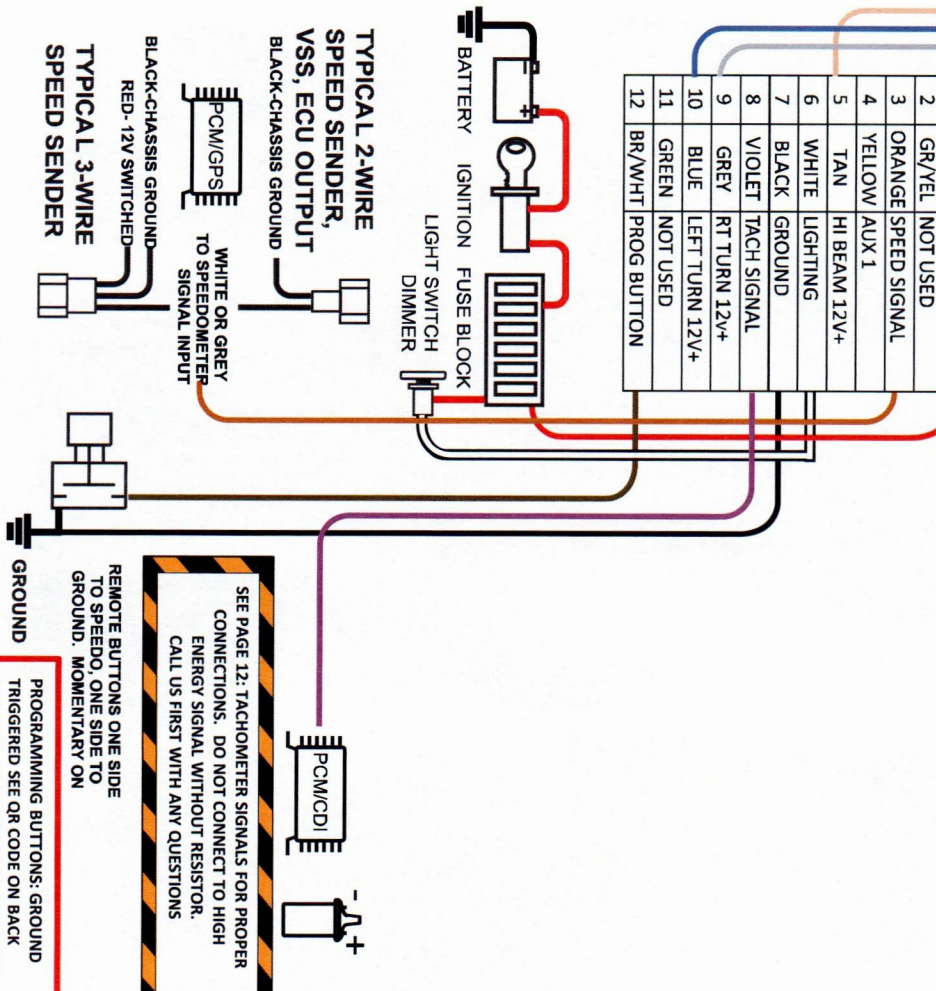 2 GR/YEL NOT USED
3 ORANGE SPEED SIGNAL
4 YELLOW AUX 1
5 TAN HI BEAM 12V+
6 WHITE LIGHTING
7 BLACK GROUND
8 VIOLET TACH SIGNAL
9 GREY RT TURN 12v+
10 BLUE LEFT TURN 12V+
11 GREEN NOT USED
12 BR/WHT PROG BUTTON
BATTERY
- +
IGNITION
FUSE BLOCK
LIGHT SWITCH
DIMMER
TYPICAL 2-WIRE
SPEED SENDER,
VSS, ECU OUTPUT
BLACK-CHASSIS GROUND
PCM/GPS
WHITE OR GREY
TO SPEEDOMETER
SIGNAL INPUT
BLACK-CHASSIS GROUND
RED- 12V SWITCHED
TYPICAL 3-WIRE
SPEED SENDER
PCM/CDI
- +
SEE PAGE 12: TACHOMETER SIGNALS FOR PROPER
CONNECTIONS. DO NOT CONNECT TO HIGH
ENERGY SIGNAL WITHOUT RESISTOR.
CALL US FIRST WITH ANY QUESTIONS
REMOTE BUTTONS ONE SIDE
TO SPEEDO, ONE SIDE TO
GROUND. MOMENTARY ON
GROUND
PROGRAMMING BUTTONS: GROUND
TRIGGERED SEE QR CODE ON BACK